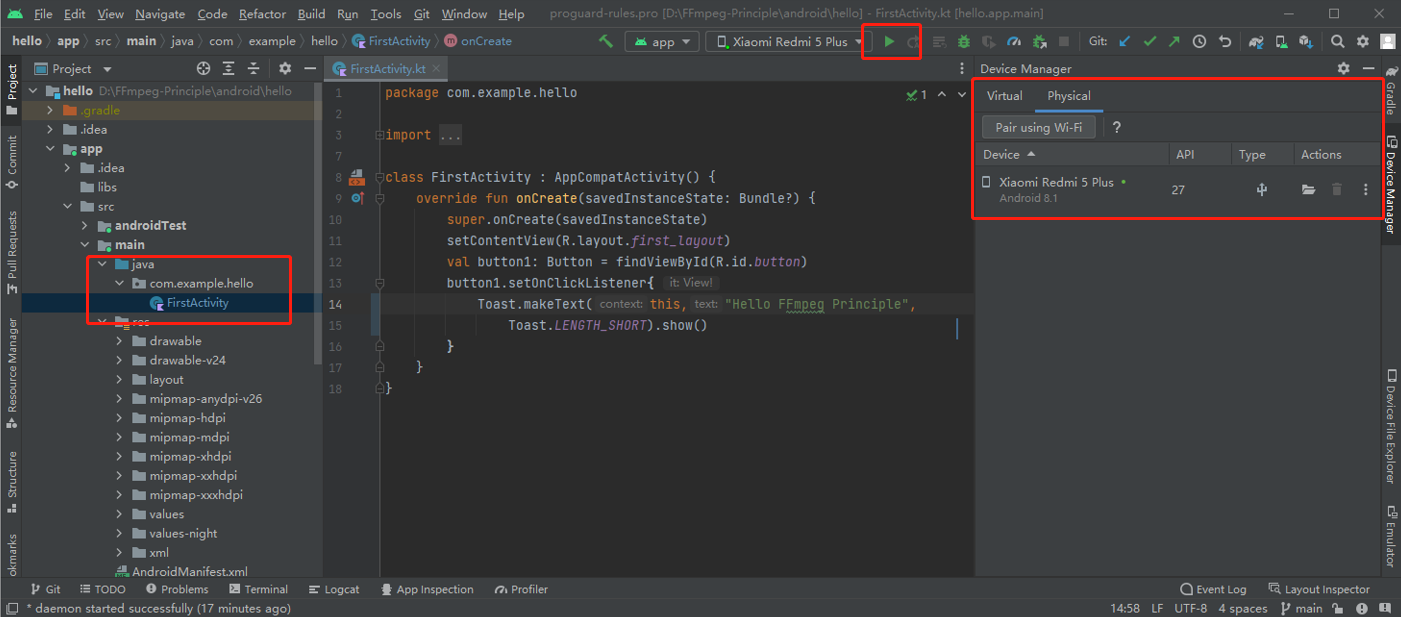 File Edit View Navigate Code Refactor Build Run Tools Git Window Help proguard-rules.pro [D:\FFmpeg-Principle\android\hello] - FirstActivity.kt [hello.app.main]
hello app src main java com example hello FirstActivity onCreate app Xiaomi Redmi 5 Plus Git:
Project
Commit
Pull Requests
Resource Manager
Structure
okmarks
Project
hello D:\FFmpeg-Principle\android\hello
.gradle
.idea
app
.idea
libs
src
androidTest
main
java
com.example.hello
FirstActivity
res
drawable
drawable-v24
layout
mipmap-anydpi-v26
mipmap-hdpi
mipmap-mdpi
mipmap-xhdpi
mipmap-xxhdpi
mipmap-xxxhdpi
values
values-night
xml
AndroidManifest.xml
FirstActivity.kt
1
1 package com.example.hello
2
3 import ...
7
8 class FirstActivity : AppCompatActivity() {
9 override fun onCreate(savedInstanceState: Bundle?) {
10 super.onCreate(savedInstanceState)
11 setContentView(R.layout.first_layout)
12 val button1: Button = findViewById(R.id.button)
13 button1.setOnClickListener{ it: View!
14 Toast.makeText( context: this, text: "Hello FFmpeg Principle",
15 Toast.LENGTH_SHORT).show()
16 }
17 }
18 }
Device Manager
Virtual Physical
Pair using Wi-Fi ?
Device API Type Actions
Xiaomi Redmi 5 Plus 27
Android 8.1
Gradle
Device Manager
Device File Explorer
Emulator
Git TODO Problems Terminal Logcat App Inspection Profiler Event Log Layout Inspector
* daemon started successfully (17 minutes ago) 14:58 LF UTF-8 4 spaces main